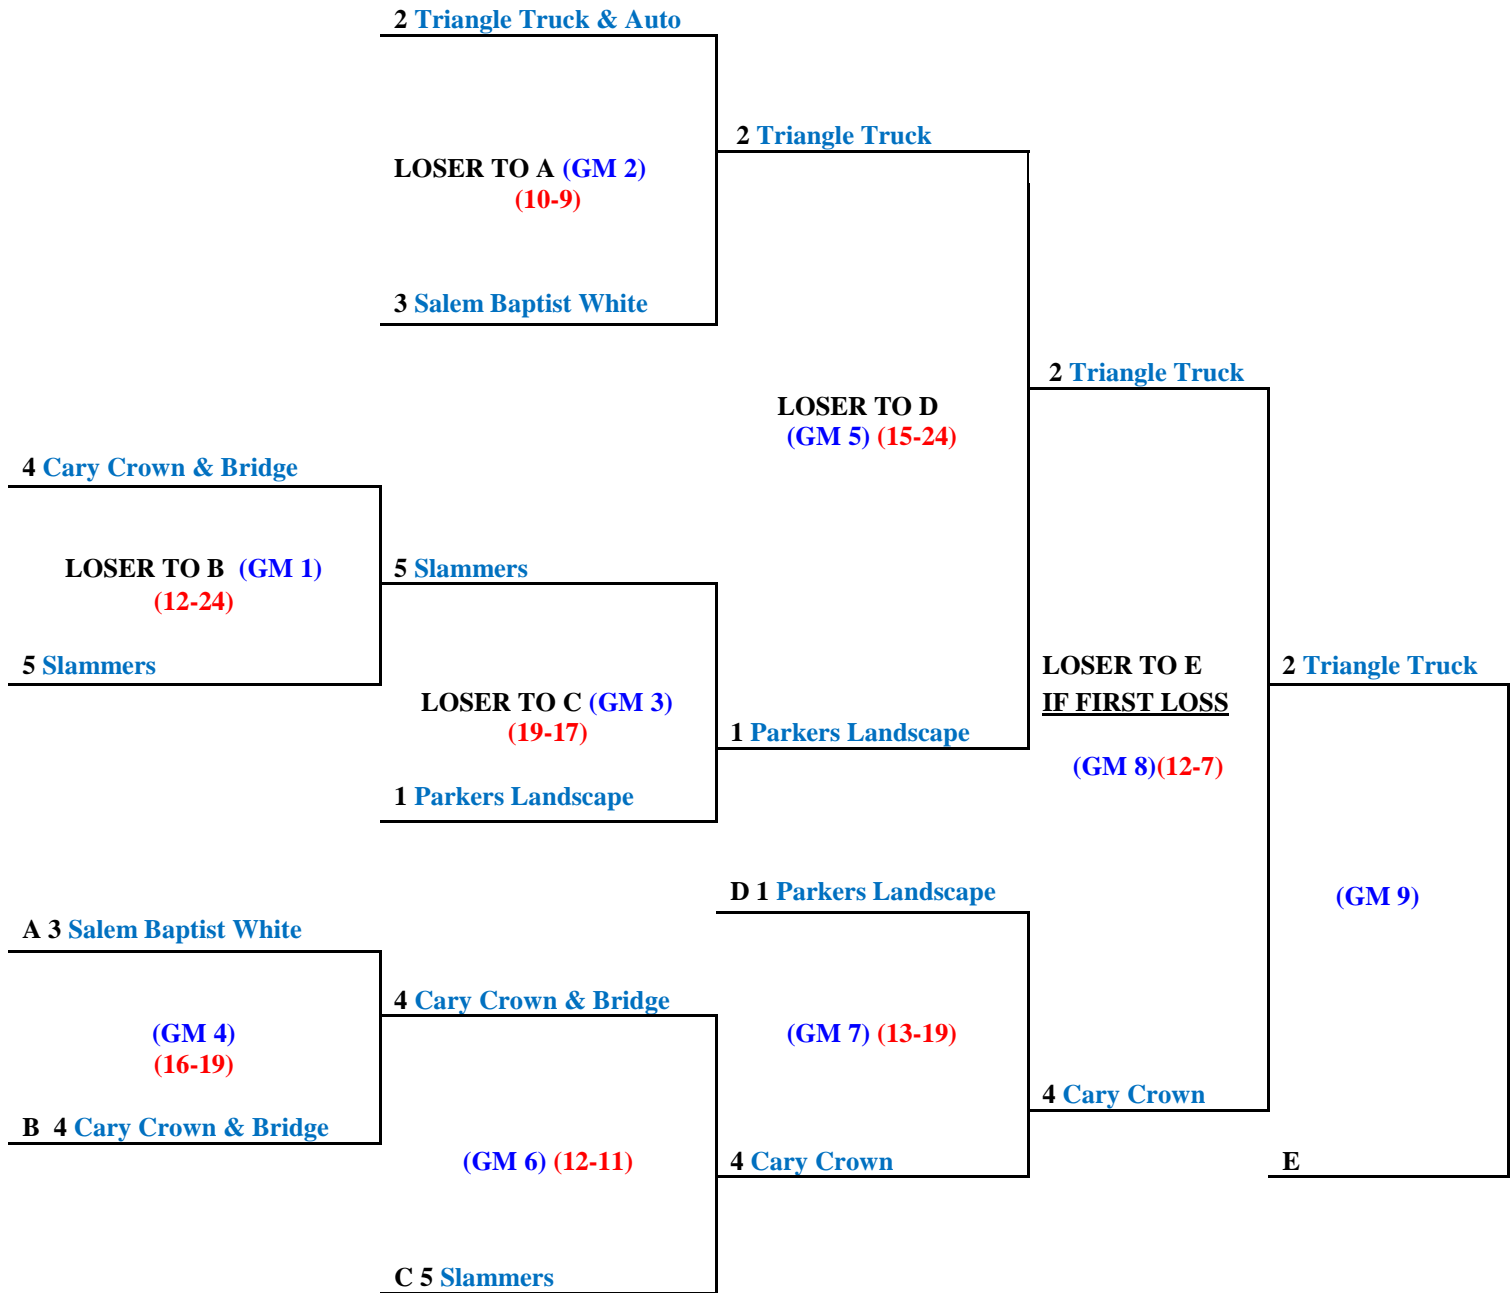 2 Triangle Truck & Auto
2 Triangle Truck
LOSER TO A (GM 2)
(10-9)
3 Salem Baptist White
2 Triangle Truck
LOSER TO D
(GM 5) (15-24)
4 Cary Crown & Bridge
LOSER TO B (GM 1)
(12-24)
5 Slammers
5 Slammers
LOSER TO E
IF FIRST LOSS
2 Triangle Truck
LOSER TO C (GM 3)
(19-17)
1 Parkers Landscape
(GM 8)(12-7)
1 Parkers Landscape
D 1 Parkers Landscape
(GM 9)
A 3 Salem Baptist White
4 Cary Crown & Bridge
(GM 4)
(16-19)
(GM 7) (13-19)
4 Cary Crown
B 4 Cary Crown & Bridge
(GM 6) (12-11)
4 Cary Crown
E
C 5 Slammers